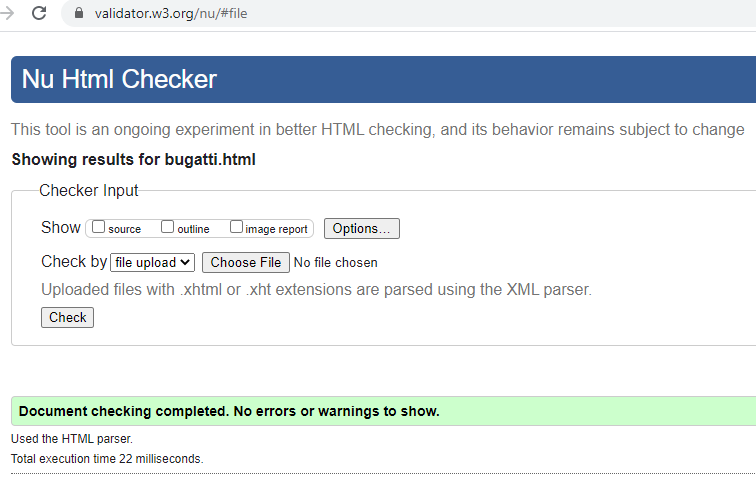 validator.w3.org/nu/#file
Nu Html Checker
This tool is an ongoing experiment in better HTML checking, and its behavior remains subject to change
Showing results for bugatti.html
Checker Input
Show source outline image report Options...
Check by file upload Choose File No file chosen
Uploaded files with .xhtml or .xht extensions are parsed using the XML parser.
Check
Document checking completed. No errors or warnings to show.
Used the HTML parser.
Total execution time 22 milliseconds.